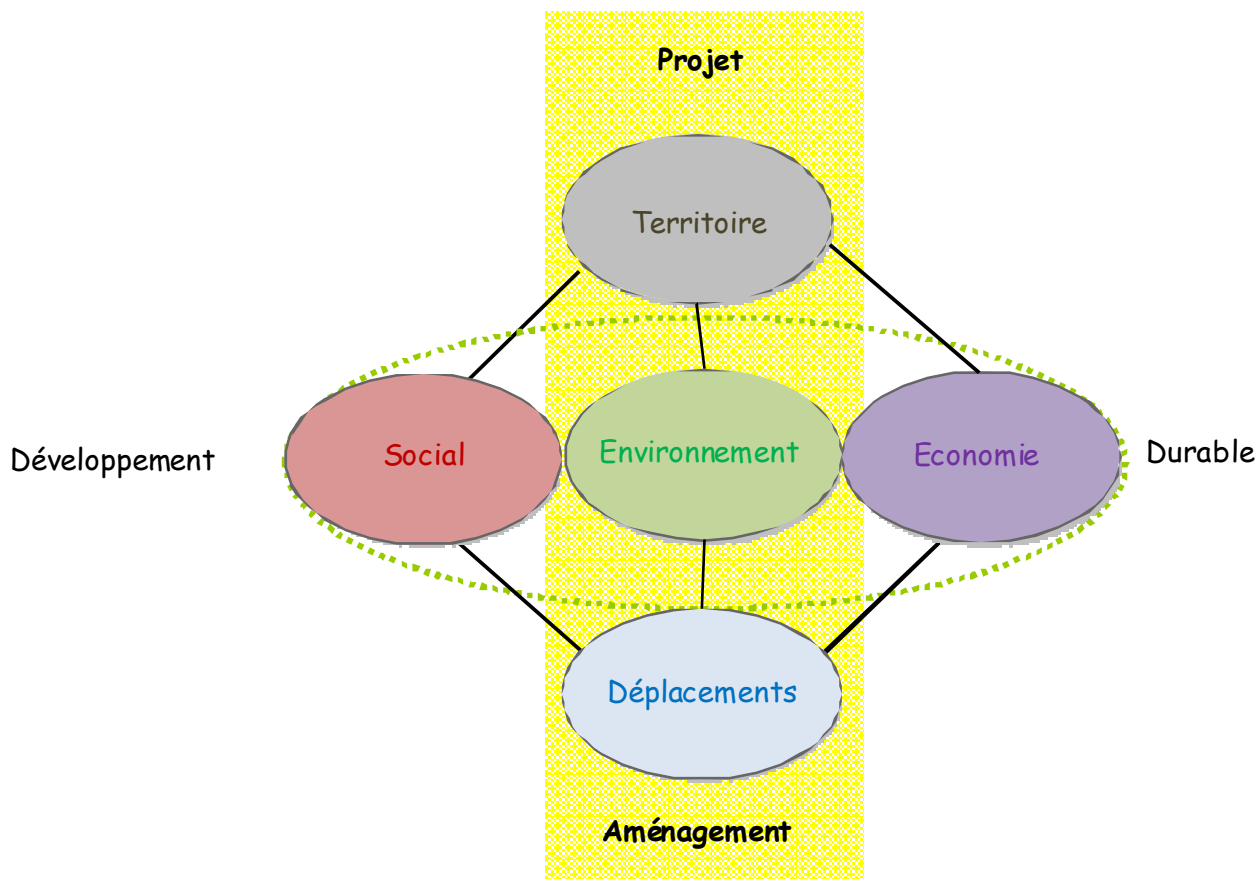 Projet
Territoire
Développement
Social
Environnement
Economie
Durable
Déplacements
Aménagement